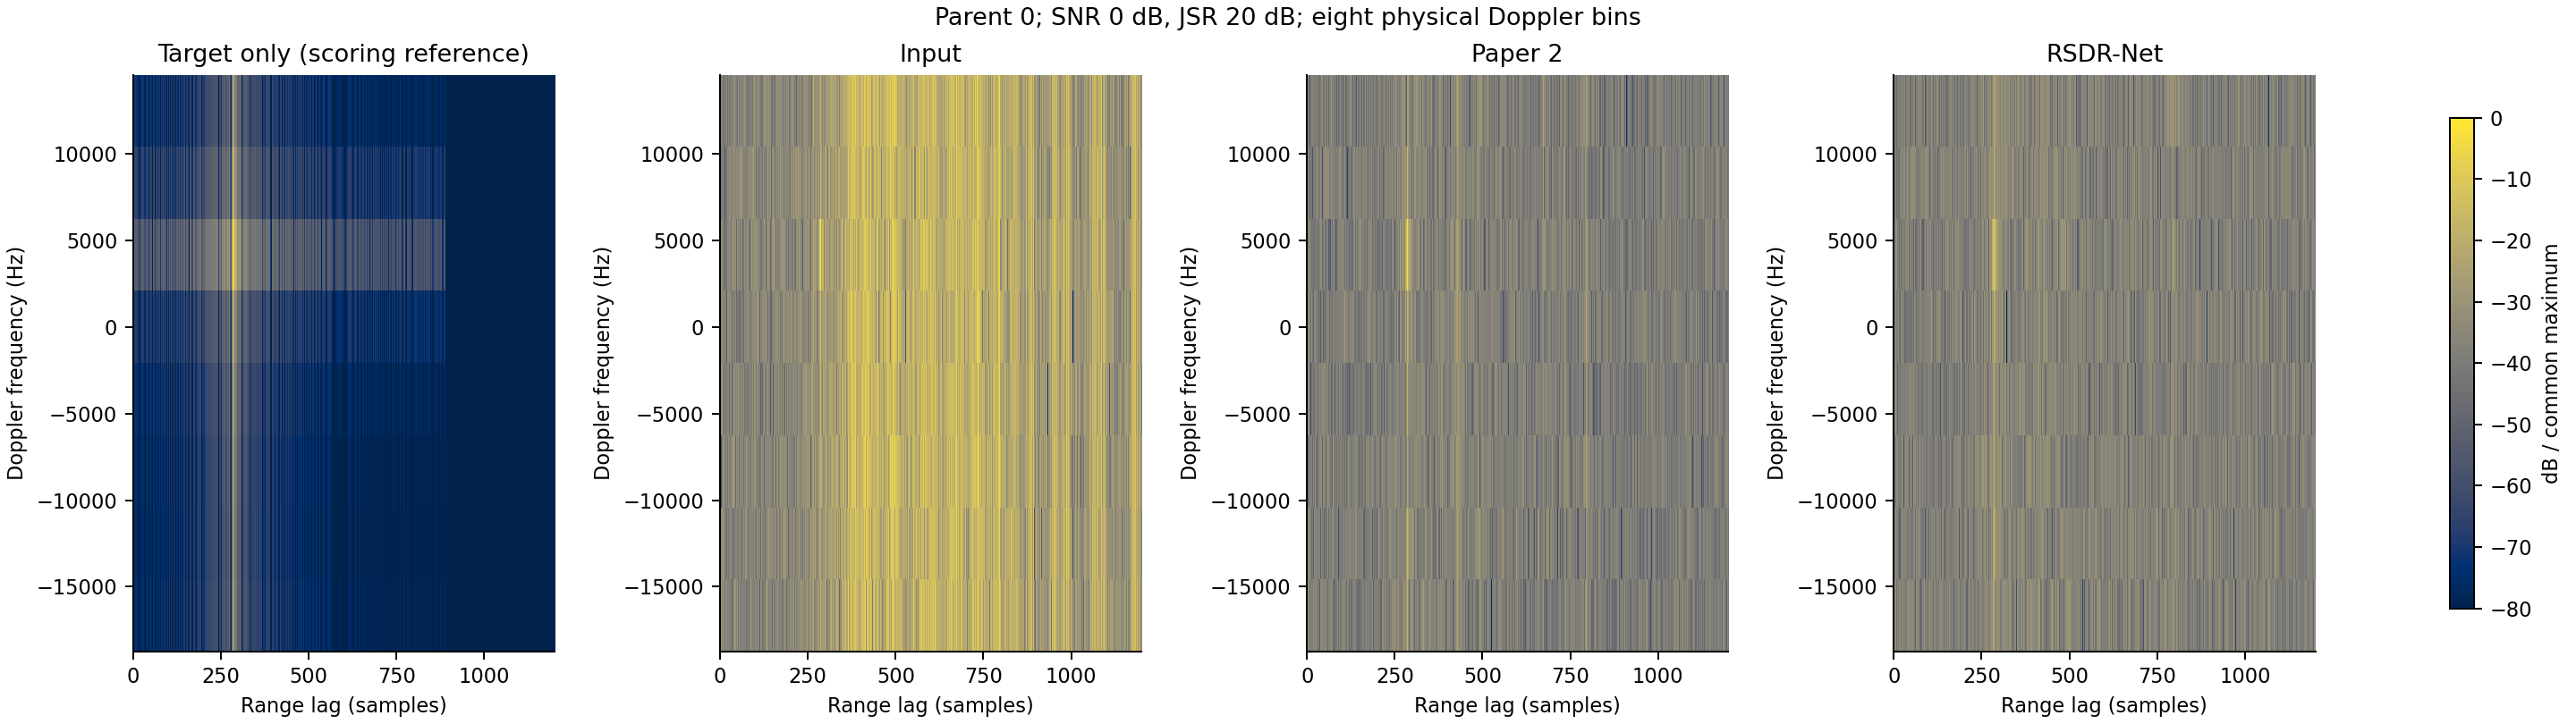 Parent 0; SNR 0 dB, JSR 20 dB; eight physical Doppler bins
Target only (scoring reference)
10000
5000
0
−5000
−10000
−15000
Doppler frequency (Hz)
0 250 500 750 1000
Range lag (samples)
Input
10000
5000
0
−5000
−10000
−15000
Doppler frequency (Hz)
0 250 500 750 1000
Range lag (samples)
Paper 2
10000
5000
0
−5000
−10000
−15000
Doppler frequency (Hz)
0 250 500 750 1000
Range lag (samples)
RSDR-Net
10000
5000
0
−5000
−10000
−15000
Doppler frequency (Hz)
0 250 500 750 1000
Range lag (samples)
0
−10
−20
−30
−40
−50
−60
−70
−80
dB / common maximum